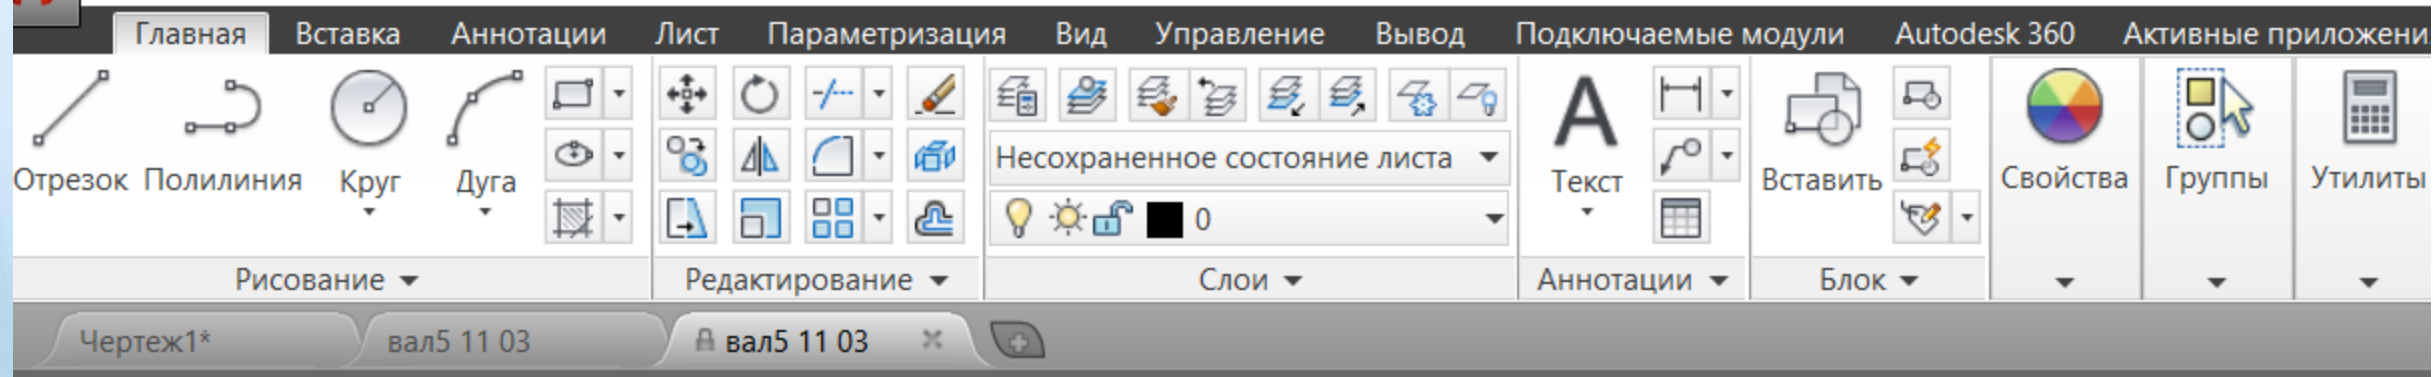 Главная Вставка Аннотации Лист Параметризация Вид Управление Вывод Подключаемые модули Autodesk 360 Активные приложени
Несохраненное состояние листа
Отрезок Полилиния Круг Дуга Текст Вставить Свойства Группы Утилиты
0
Рисование Редактирование Слои Аннотации Блок
Чертеж1* вал5 11 03 вал5 11 03